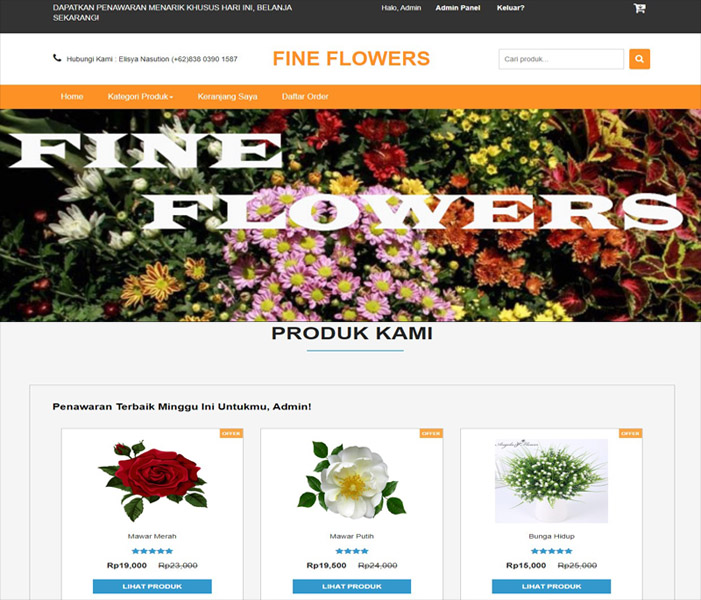 DAPATKAN PENAWARAN MENARIK KHUSUS HARI INI, BELANJA
SEKARANG!
Halo, Admin Admin Panel Keluar?
Hubungi Kami : Elisya Nasution (+62)838 0390 1587
FINE FLOWERS
Cari produk...
Home Kategori Produk Keranjang Saya Daftar Order
FINE
FLOWERS
PRODUK KAMI
Penawaran Terbaik Minggu Ini Untukmu, Admin!
OFFER OFFER OFFER
Mawar Merah Mawar Putih Bunga Hidup
Rp19,000 Rp23,000 Rp19,500 Rp24,000 Rp15,000 Rp25,000
LIHAT PRODUK LIHAT PRODUK LIHAT PRODUK